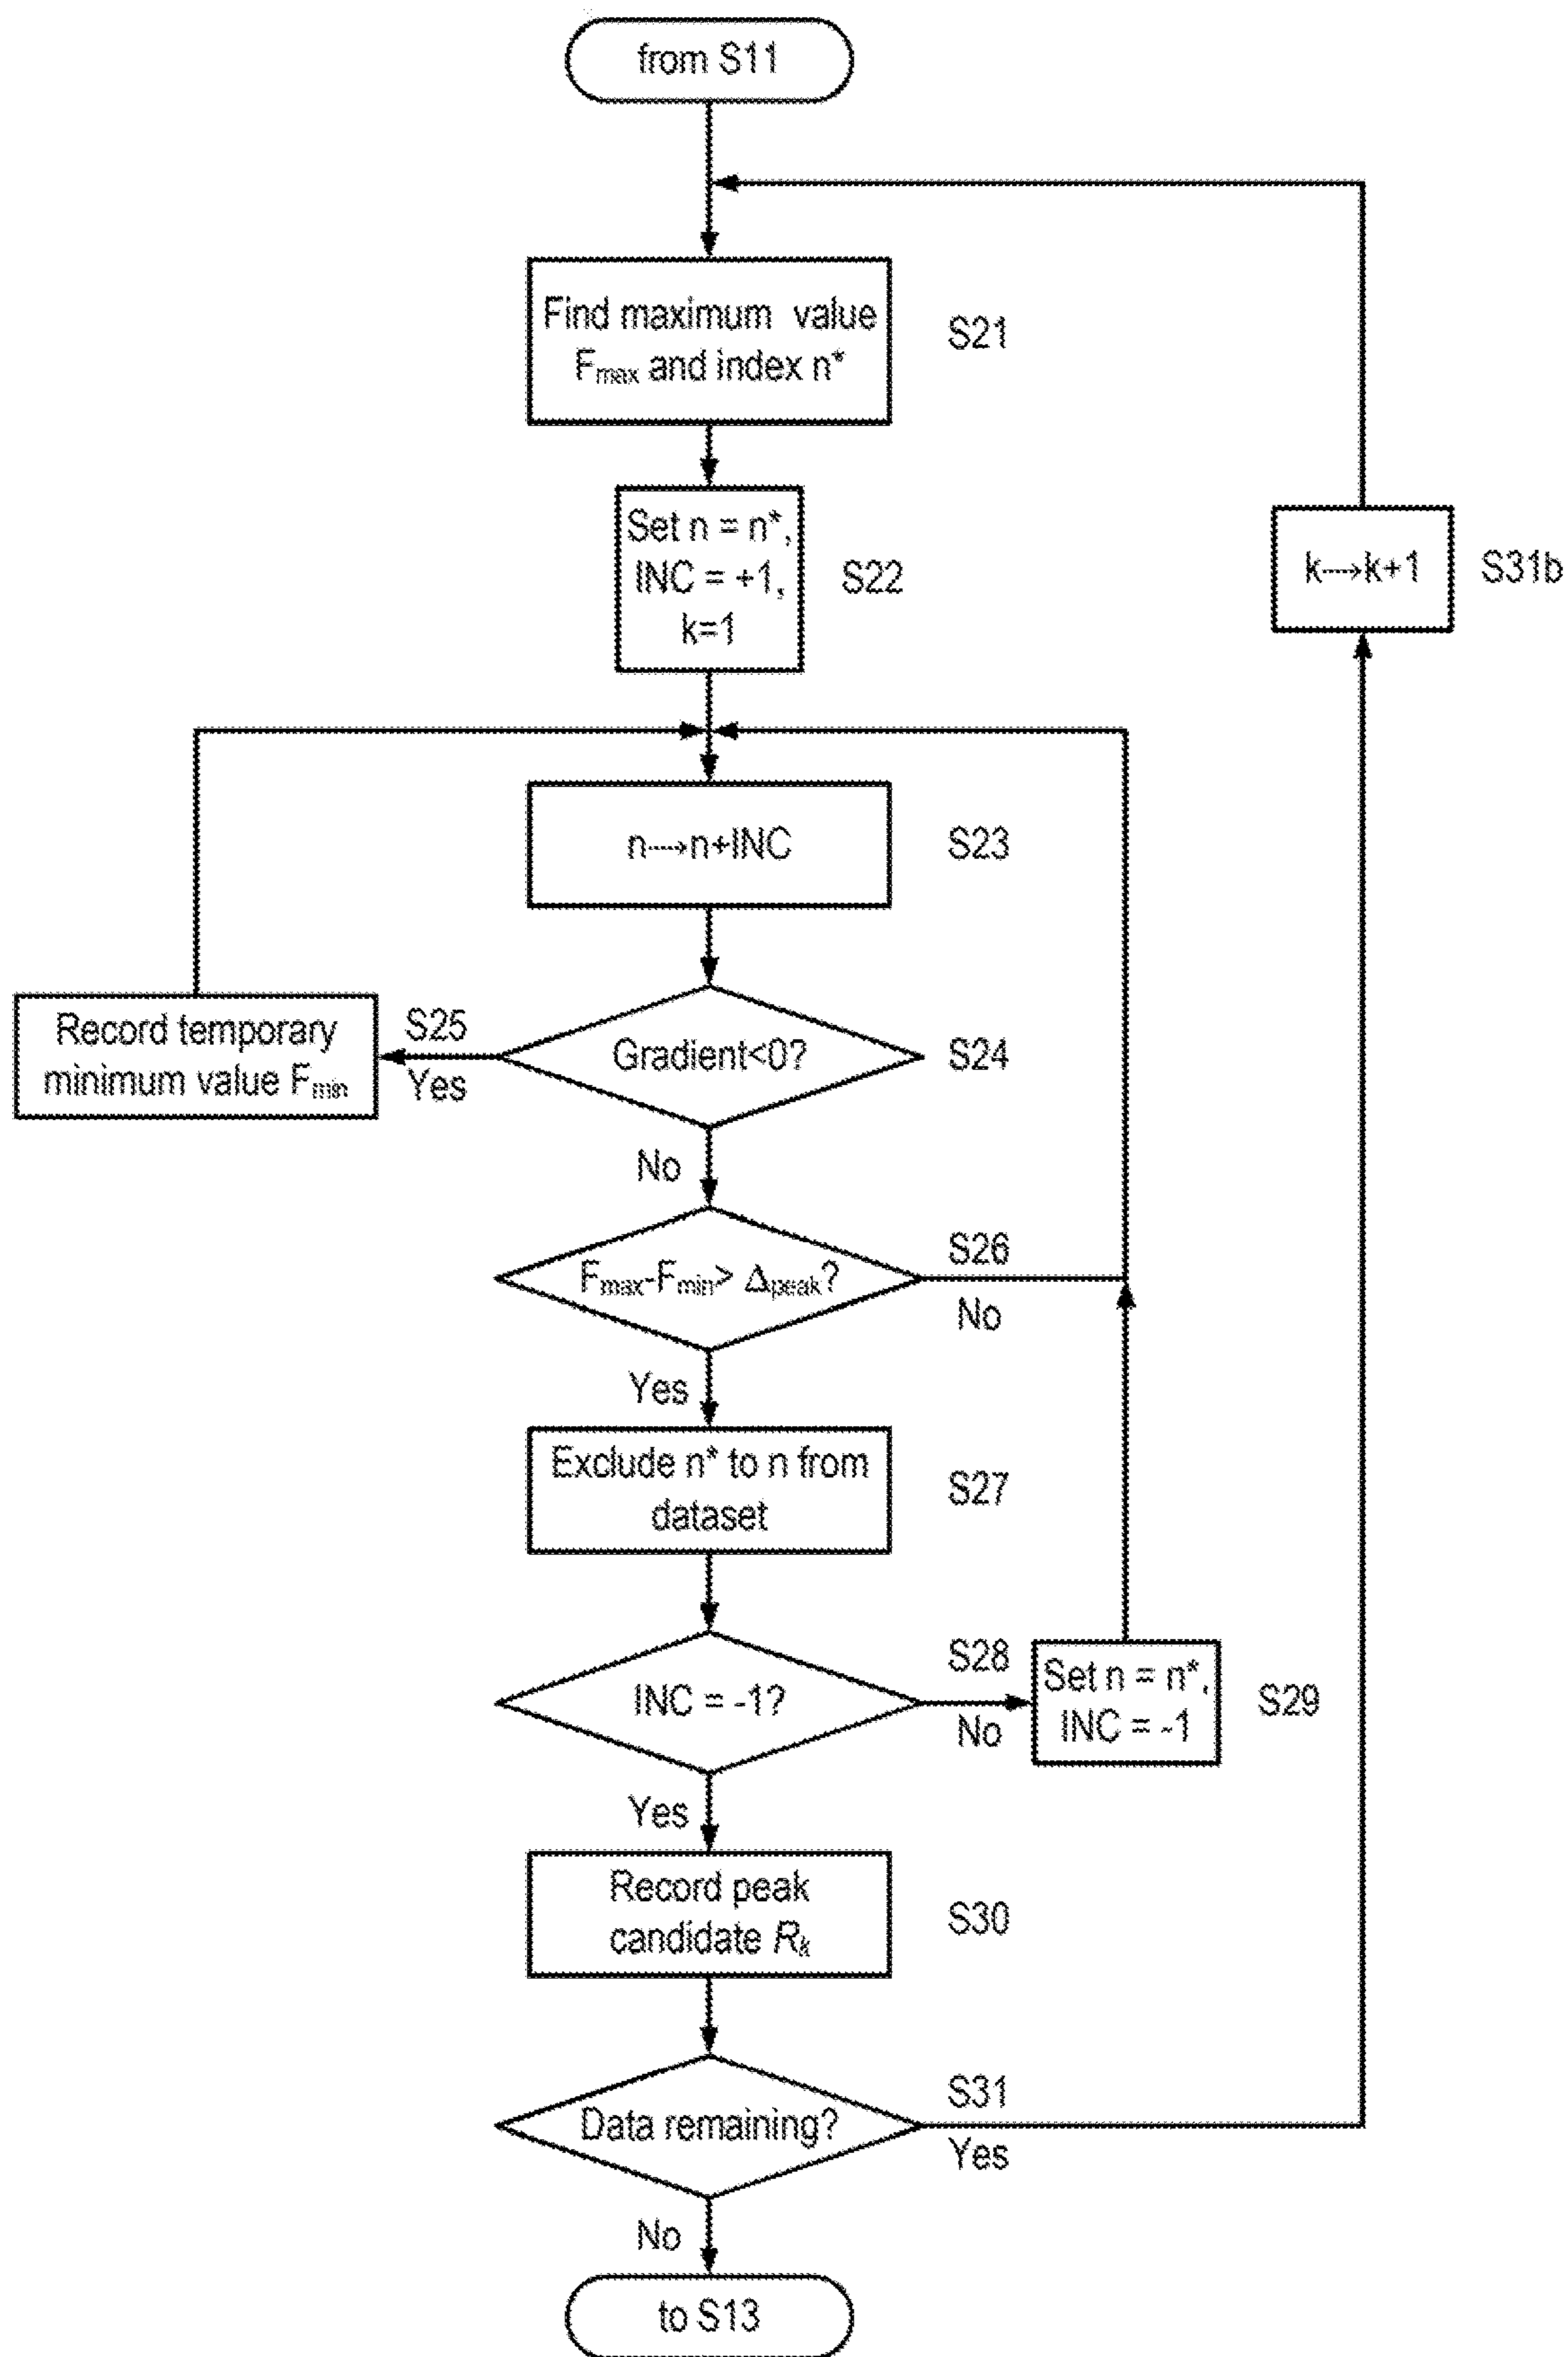 from S11
Find maximum value
Fmax and index n*
S21
Set n = n*,
INC = +1,
k=1
S22
k→k+1
S31b
n→n+INC
S23
Record temporary
minimum value Fmin
S25
Yes
Gradient<0?
S24
No
Fmax-Fmin> Δpeak?
S26
No
Yes
Exclude n* to n from
dataset
S27
INC = -1?
S28
No
Set n = n*,
INC = -1
S29
Yes
Record peak
candidate Rk
S30
Data remaining?
S31
Yes
No
to S13